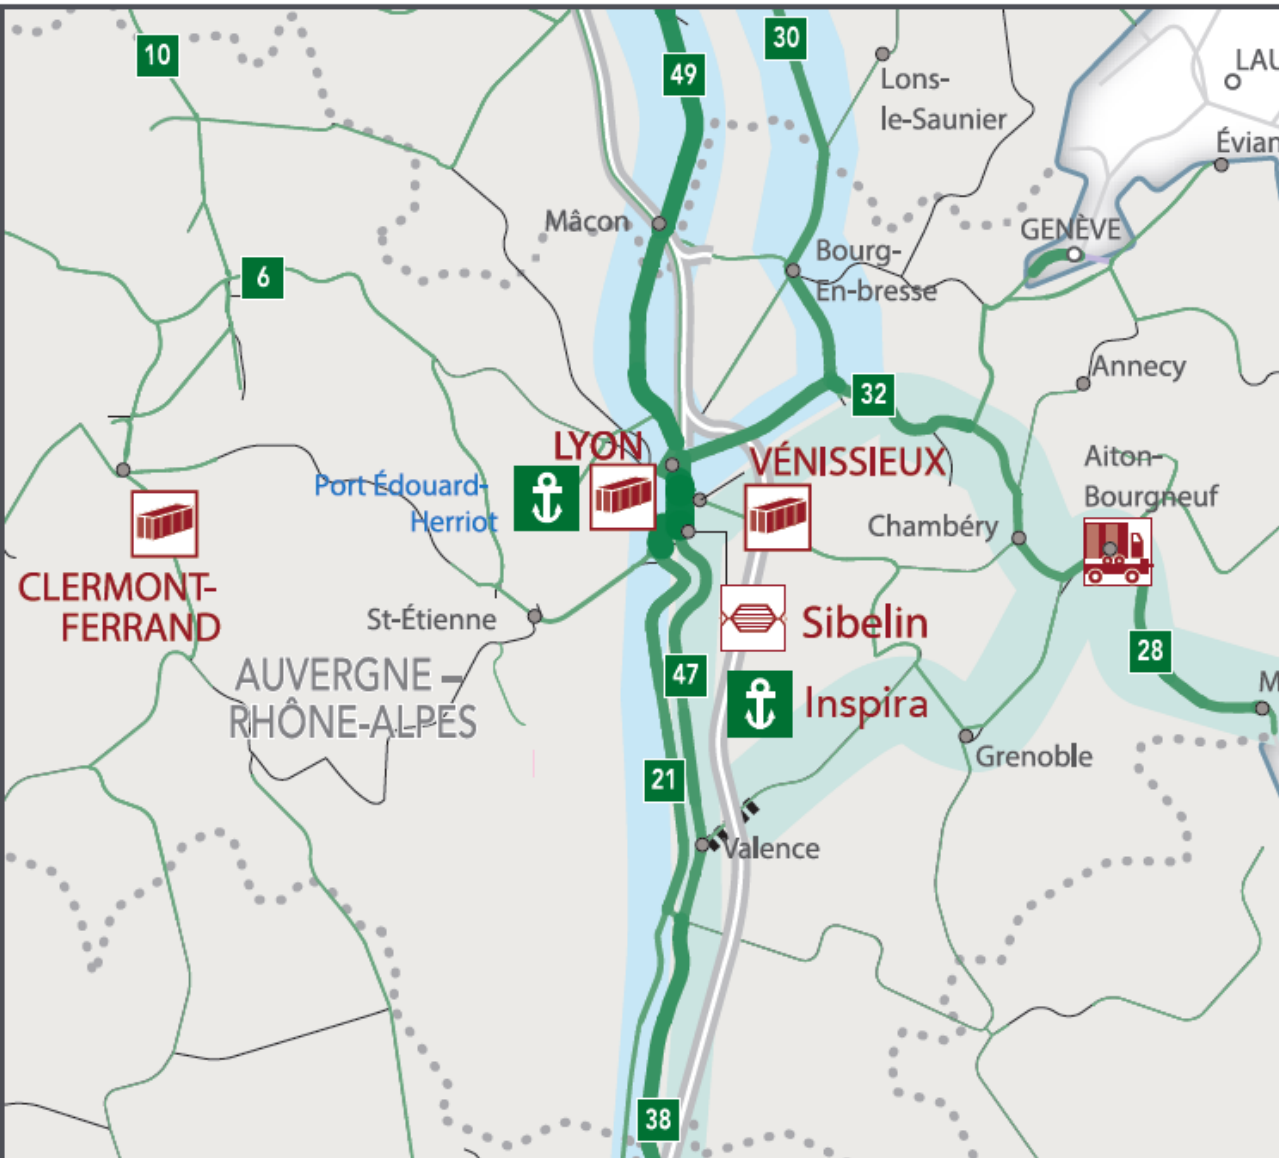 10
30
49
Lons-
le-Saunier
LAU
Évian
Mâcon
GENÈVE
Bourg-
En-bresse
6
Annecy
32
LYON
VÉNISSIEUX
Aiton-
Bourgneuf
Port Édouard-
Herriot
Chambéry
CLERMONT-
FERRAND
St-Étienne
Sibelin
28
AUVERGNE –
RHÔNE-ALPES
47
Inspira
M
Grenoble
21
Valence
38